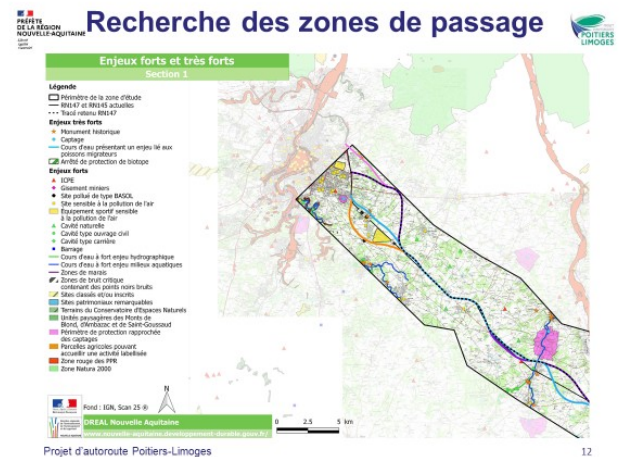 PRÉFÈTE
DE LA RÉGION
NOUVELLE-AQUITAINE
Recherche des zones de passage
POITIERS
LIMOGES
Enjeux forts et très forts
Section 1
Légende
Périmètre de la zone d'étude
RN147 et RN145 actuelles
Tracé retenu RN147
Enjeux très forts
Monument historique
Captage
Cours d'eau présentant un enjeu lié aux
poissons migrateurs
Arrêté de protection de biotope
Enjeux forts
ICPE
Gisement miniers
Site pollué de type BASOL
Site sensible à la pollution de l'air
Equipement sportif sensible
à la pollution de l'air
Cavité naturelle
Cavité type ouvrage civil
Cavité type carrière
Barrage
Cours d'eau à fort enjeu hydrographique
Cours d'eau à fort enjeu milieux aquatiques
Zones de marais
Zones de bruit critique
contenant des points noirs bruits
Sites classés et/ou inscrits
Sites patrimoniaux remarquables
Terrains du Conservatoire d'Espaces Naturels
Unités paysagères des Monts de
Blond, d'Ambazac et de Saint-Goussaud
Périmètre de protection rapprochée
des captages
Parcelles agricoles pouvant
accueillir une activité labellisée
Zone rouge des PPR
Zone Natura 2000
N
Fond : IGN, Scan 25 ®
DREAL Nouvelle Aquitaine
www.nouvelle-aquitaine.developpement-durable.gouv.fr/
0 2.5 5 km
Projet d'autoroute Poitiers-Limoges
12